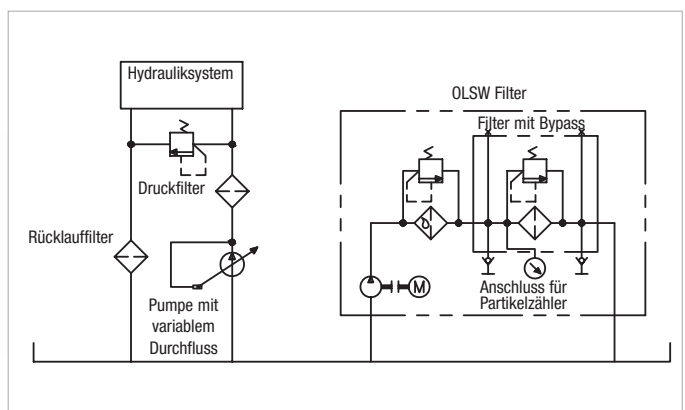 Hydrauliksystem
OLSW Filter
Filter mit Bypass
Druckfilter
Rücklauffilter
Pumpe mit
variablem
Durchfluss
M
Anschluss für
Partikelzähler